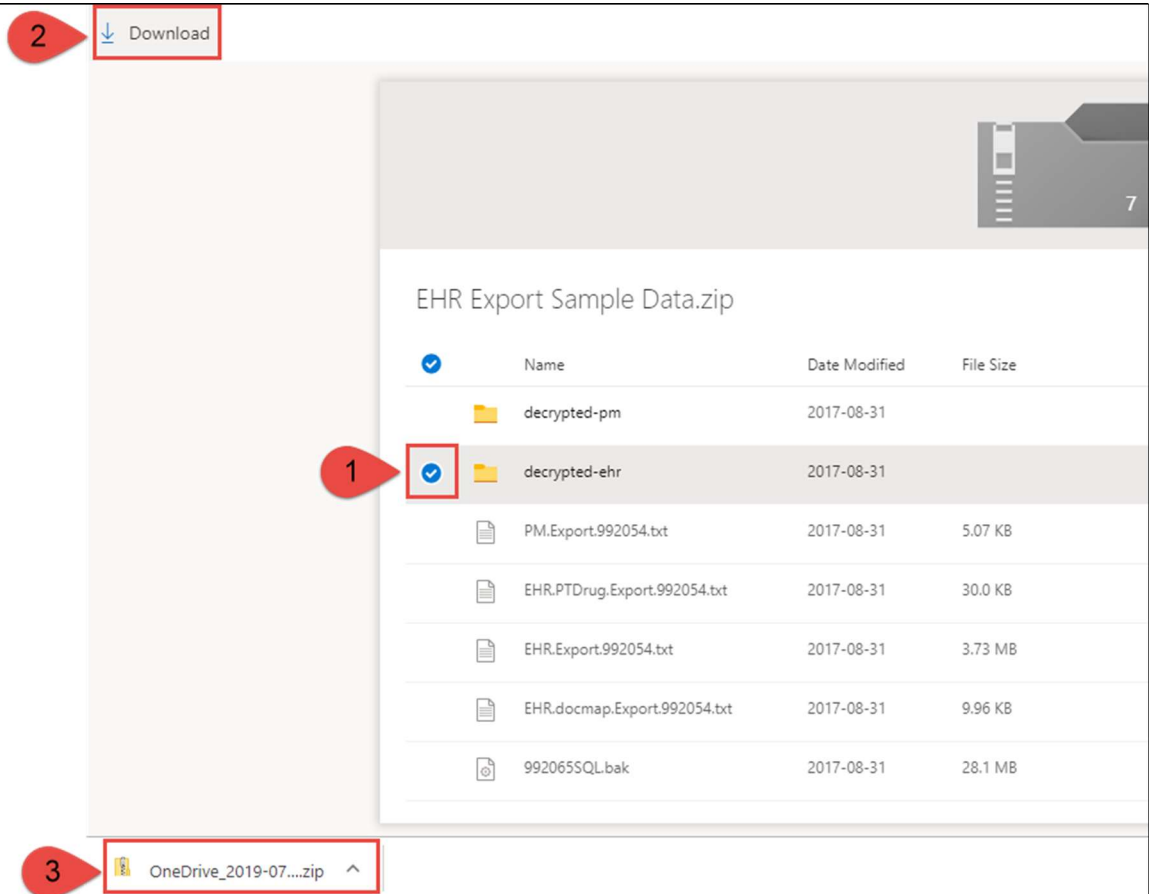 2 Download
7
EHR Export Sample Data.zip
Name Date Modified File Size
decrypted-pm 2017-08-31
1 decrypted-ehr 2017-08-31
PM.Export.992054.txt 2017-08-31 5.07 KB
EHR.PTDrug.Export.992054.txt 2017-08-31 30.0 KB
EHR.Export.992054.txt 2017-08-31 3.73 MB
EHR.docmap.Export.992054.txt 2017-08-31 9.96 KB
992065SQL.bak 2017-08-31 28.1 MB
3 OneDrive_2019-07....zip